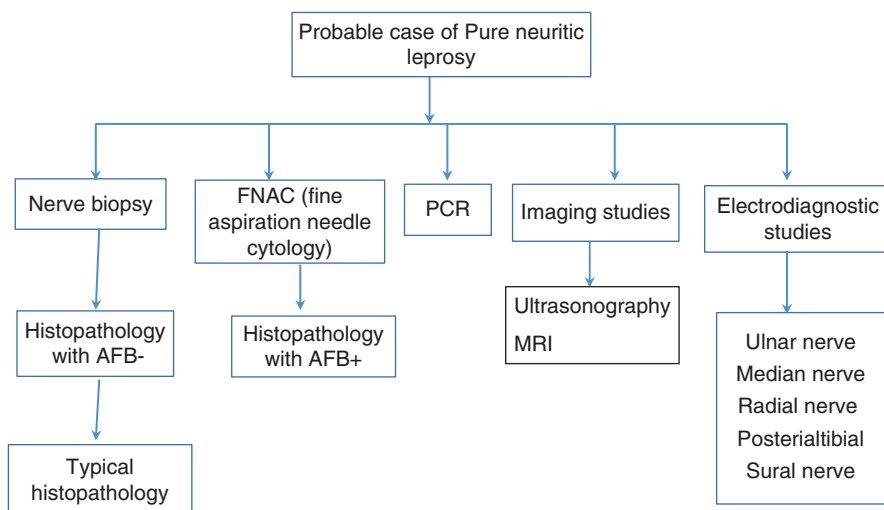 Probable case of Pure neuritic
leprosy
Nerve biopsy
FNAC (fine
aspiration needle
cytology)
PCR
Imaging studies
Electrodiagnostic
studies
Histopathology
with AFB-
Histopathology
with AFB+
Ultrasonography
MRI
Ulnar nerve
Median nerve
Radial nerve
Posterialtibial
Sural nerve
Typical
histopathology